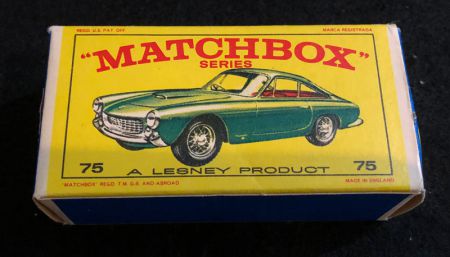 REGD. U.S. PAT. OFF. MARCA REGISTRADA
"MATCHBOX"
SERIES
75 A LESNEY PRODUCT 75
"MATCHBOX" REGD. T.M. G.B. AND ABROAD MADE IN ENGLAND